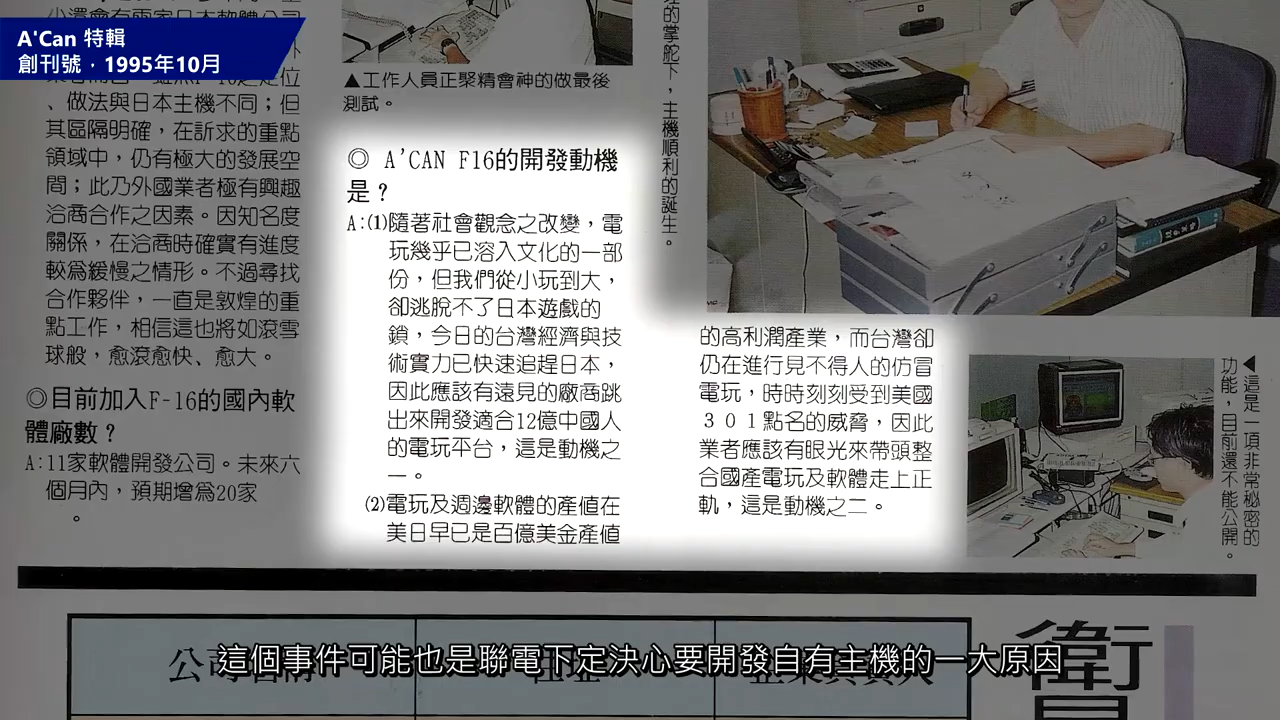 A'Can 特輯
創刊號，1995年10月
、做法與日本主機不同；但
其區隔明確，在訴求的重點
領域中，仍有極大的發展空
間；此乃外國業者極有興趣
洽商合作之因素。因知名度
關係，在洽商時確實有進度
較為緩慢之情形。不過尋找
合作夥伴，一直是敦煌的重
點工作，相信這也將如滾雪
球般，愈滾愈快、愈大。
◎目前加入F-16的國內軟
體廠數？
A:11家軟體開發公司。未來六
個月內，預期增為20家
。
▲工作人員正聚精會神的做最後
測試。
◎ A'CAN F16的開發動機
是？
A:⑴隨著社會觀念之改變，電
玩幾乎已溶入文化的一部
份，但我們從小玩到大，
卻逃脫不了日本遊戲的
鎖，今日的台灣經濟與技
術實力已快速追趕日本，
因此應該有遠見的廠商跳
出來開發適合12億中國人
的電玩平台，這是動機之
一。
⑵電玩及週邊軟體的產值在
美日早已是百億美金產值
的掌舵下，主機順利的誕生。
的高利潤產業，而台灣卻
仍在進行見不得人的仿冒
電玩，時時刻刻受到美國
３０１點名的威脅，因此
業者應該有眼光來帶頭整
合國產電玩及軟體走上正
軌，這是動機之二。
◀這是一項非常秘密的
功能，目前還不能公開。
這個事件可能也是聯電下定決心要開發自有主機的一大原因